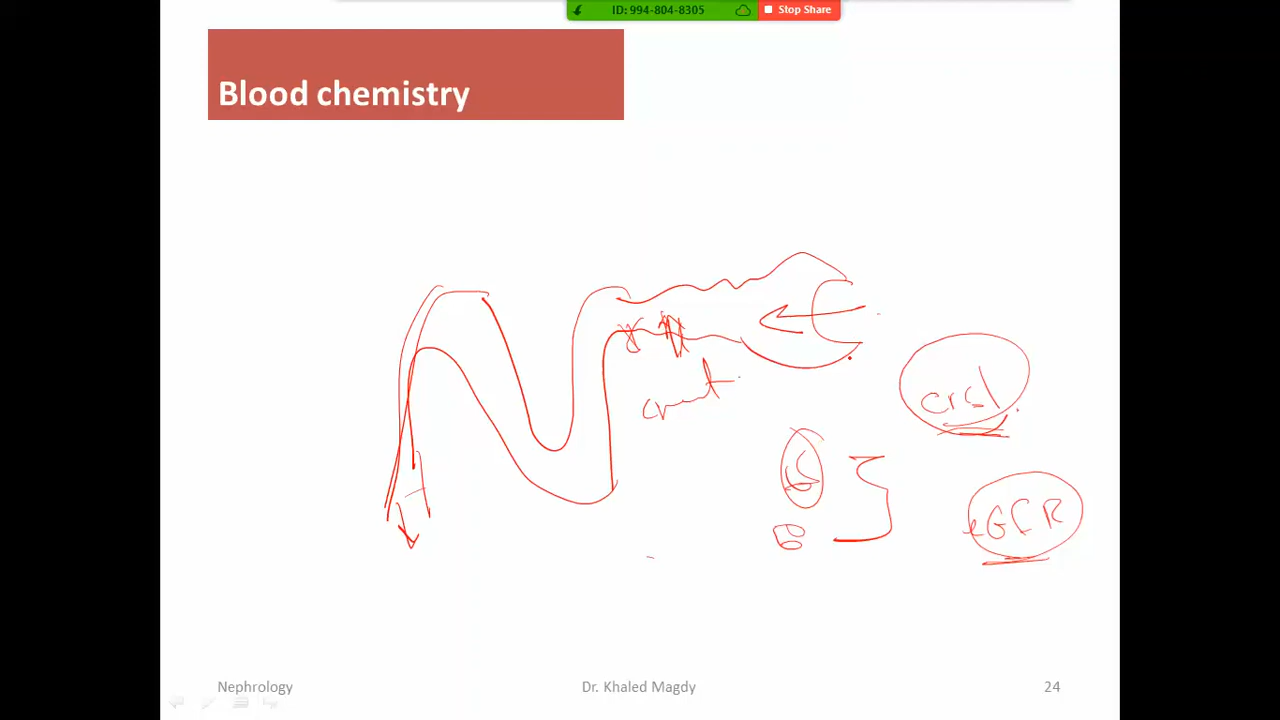 ID: 994-804-8305 Stop Share
Blood chemistry
creat
crcl
eGFR
Nephrology Dr. Khaled Magdy 24